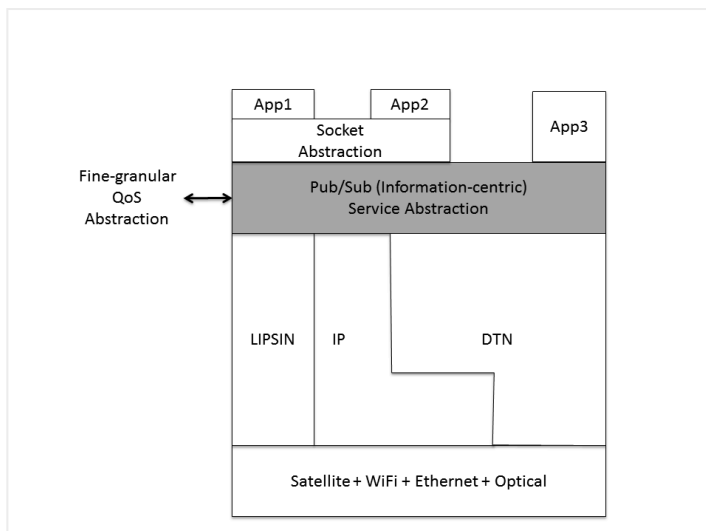 App1
App2
App3
Socket
Abstraction
Fine-granular
QoS
Abstraction
Pub/Sub (Information-centric)
Service Abstraction
LIPSIN
IP
DTN
Satellite + WiFi + Ethernet + Optical